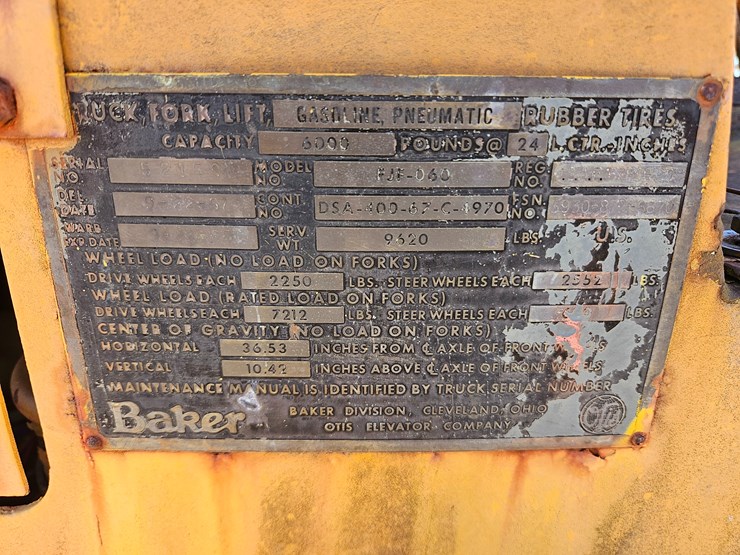 TRUCK, FORK LIFT, GASOLINE, PNEUMATIC RUBBER TIRES
CAPACITY 6000 POUNDS @ 24 L.CTR.-INCHES
SERIAL NO. MODEL NO. FJF-060 REG. NO.
DEL. DATE CONT. NO. DSA-400-67-C-4970 FSN. NO.
WARR. EXP. DATE SERV. WT. 9620 LBS. U.S.
WHEEL LOAD (NO LOAD ON FORKS)
DRIVE WHEELS EACH 2250 LBS. STEER WHEELS EACH LBS.
WHEEL LOAD (RATED LOAD ON FORKS)
DRIVE WHEELS EACH 7212 LBS. STEER WHEELS EACH LBS.
CENTER OF GRAVITY (NO LOAD ON FORKS)
HORIZONTAL 36.53 INCHES FROM ℄ AXLE OF FRONT WHEELS
VERTICAL 10.42 INCHES ABOVE ℄ AXLE OF FRONT WHEELS
MAINTENANCE MANUAL IS IDENTIFIED BY TRUCK SERIAL NUMBER
Baker BAKER DIVISION, CLEVELAND, OHIO Otis
OTIS ELEVATOR COMPANY